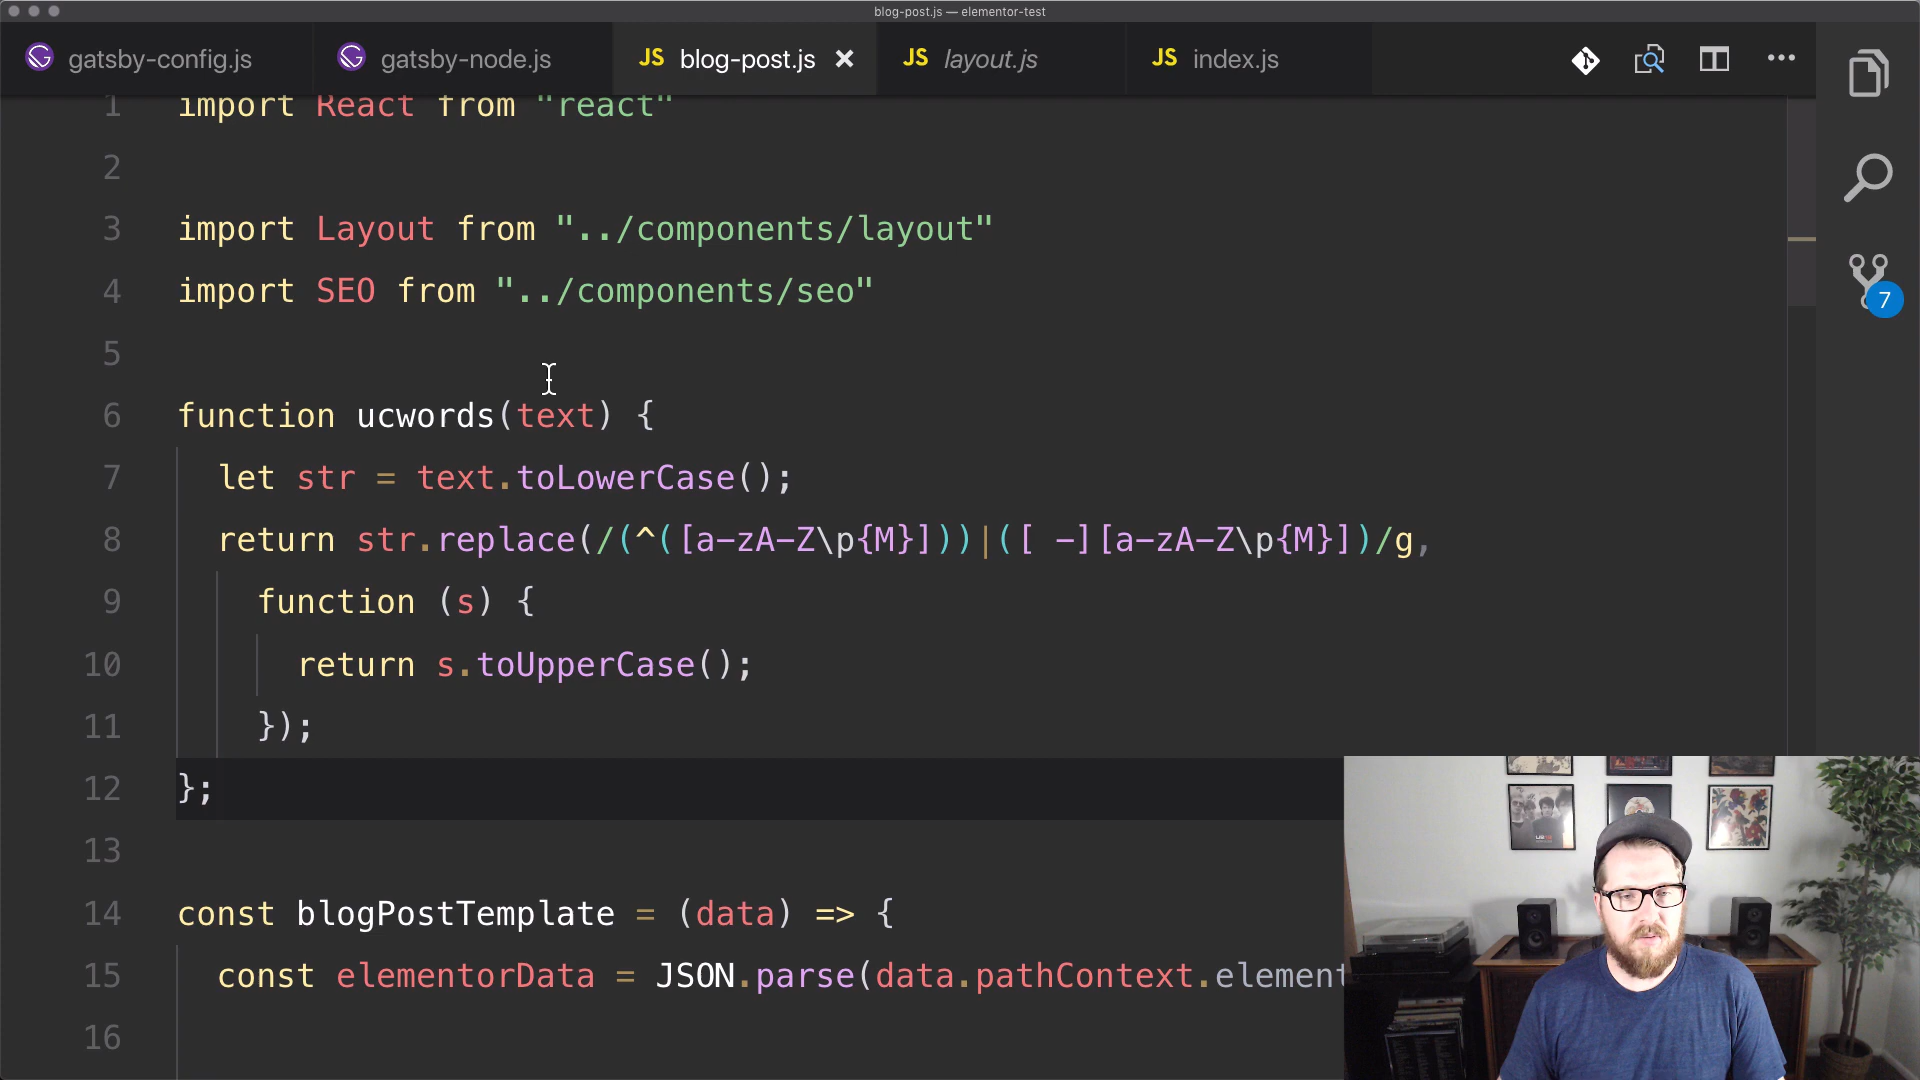 blog-post.js — elementor-test
gatsby-config.js
gatsby-node.js
JS blog-post.js
JS layout.js
JS index.js
7
1 import React from "react"
2
3 import Layout from "../components/layout"
4 import SEO from "../components/seo"
5
6 function ucwords(text) {
7 let str = text.toLowerCase();
8 return str.replace(/(^([a-zA-Z\p{M}]))|([ -][a-zA-Z\p{M}])/g,
9 function (s) {
10 return s.toUpperCase();
11 });
12 };
13
14 const blogPostTemplate = (data) => {
15 const elementorData = JSON.parse(data.pathContext.element
16